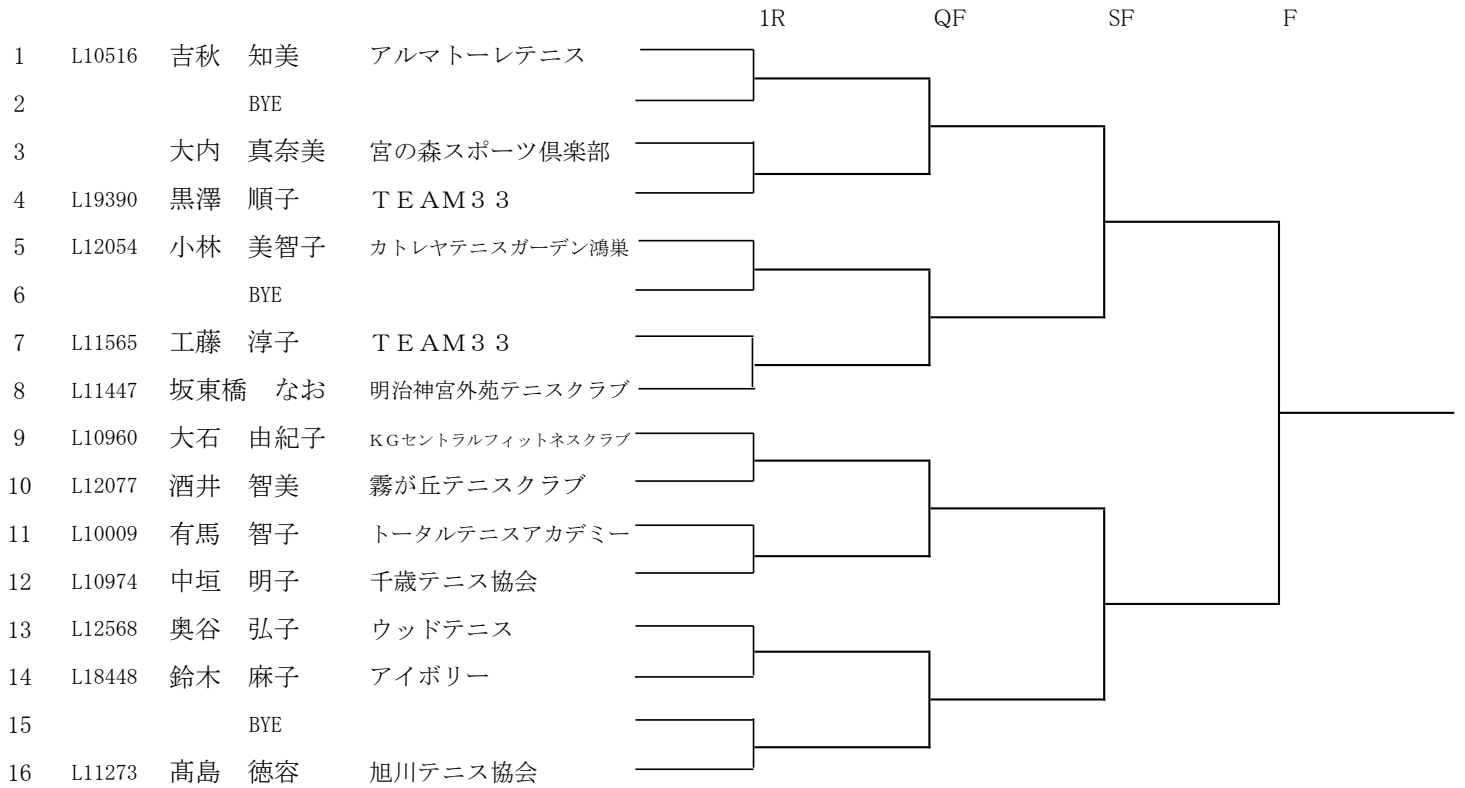 1R QF SF F
1 L10516 吉秋　知美 アルマトーレテニス
2 BYE
3 大内　真奈美 宮の森スポーツ倶楽部
4 L19390 黒澤　順子 ＴＥＡＭ３３
5 L12054 小林　美智子 カトレヤテニスガーデン鴻巣
6 BYE
7 L11565 工藤　淳子 ＴＥＡＭ３３
8 L11447 坂東橋　なお 明治神宮外苑テニスクラブ
9 L10960 大石　由紀子 ＫＧセントラルフィットネスクラブ
10 L12077 酒井　智美 霧が丘テニスクラブ
11 L10009 有馬　智子 トータルテニスアカデミー
12 L10974 中垣　明子 千歳テニス協会
13 L12568 奥谷　弘子 ウッドテニス
14 L18448 鈴木　麻子 アイボリー
15 BYE
16 L11273 髙島　徳容 旭川テニス協会